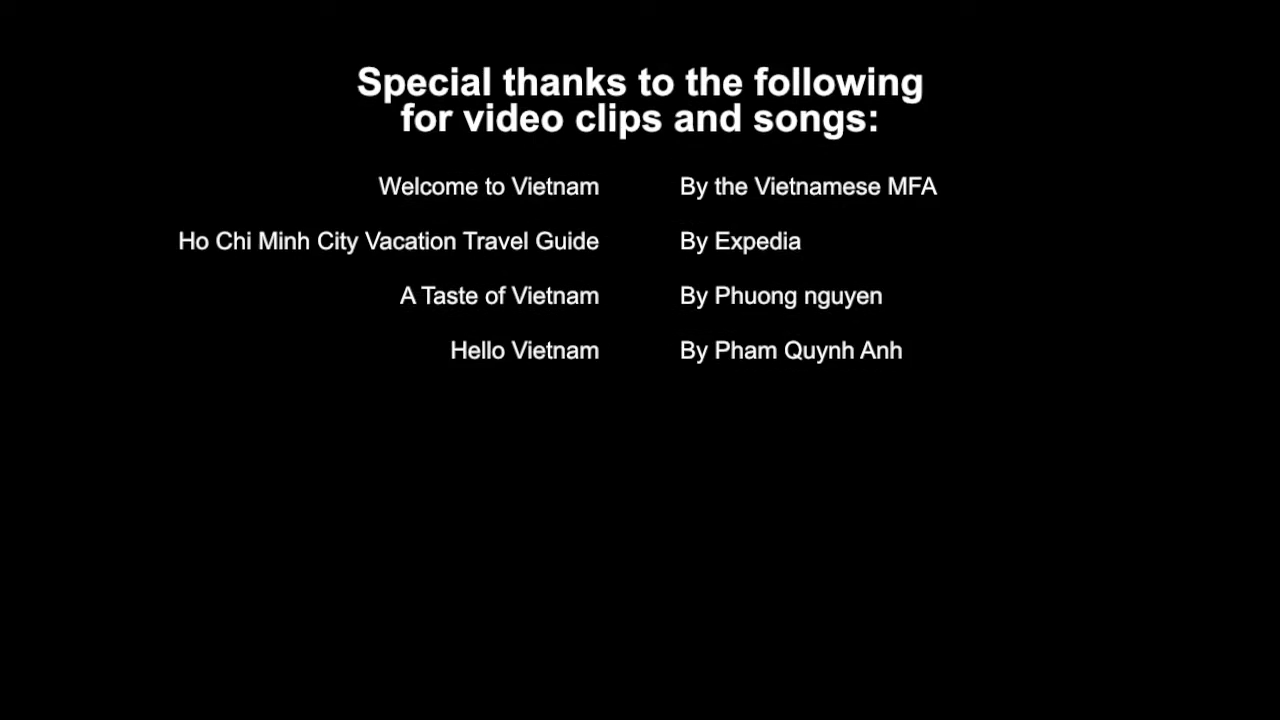 Special thanks to the following
for video clips and songs:
Welcome to Vietnam By the Vietnamese MFA
Ho Chi Minh City Vacation Travel Guide By Expedia
A Taste of Vietnam By Phuong nguyen
Hello Vietnam By Pham Quynh Anh